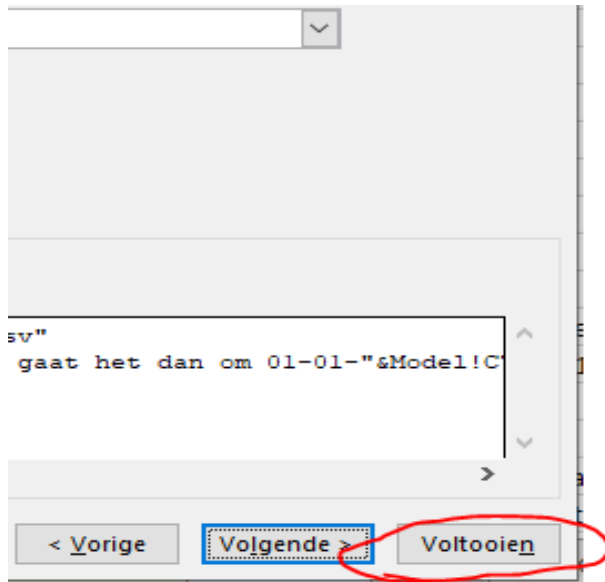 sv"
gaat het dan om 01-01-"&Model!C
< Vorige
Volgende >
Voltooien